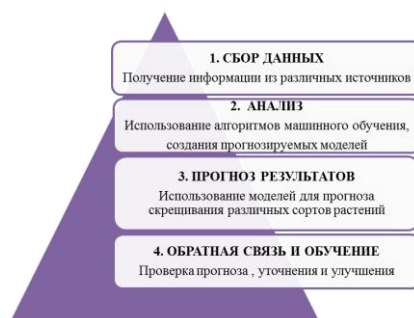 1. СБОР ДАННЫХ
Получение информации из различных источников
2. АНАЛИЗ
Использование алгоритмов машинного обучения,
создания прогнозируемых моделей
3. ПРОГНОЗ РЕЗУЛЬТАТОВ
Использование моделей для прогноза
скрещивания различных сортов растений
4. ОБРАТНАЯ СВЯЗЬ И ОБУЧЕНИЕ
Проверка прогноза , уточнения и улучшения